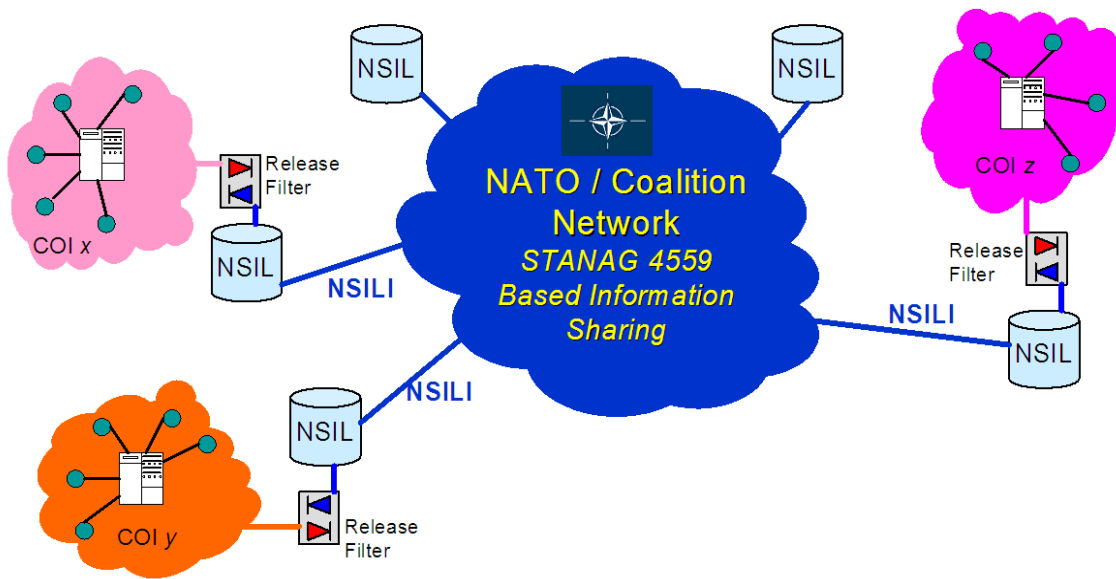 NSIL
NSIL
COI z
Release
Filter
COI x
NSIL
NSILI
NATO / Coalition
Network
STANAG 4559
Based Information
Sharing
Release
Filter
NSILI
NSIL
NSILI
NSIL
COI y
Release
Filter